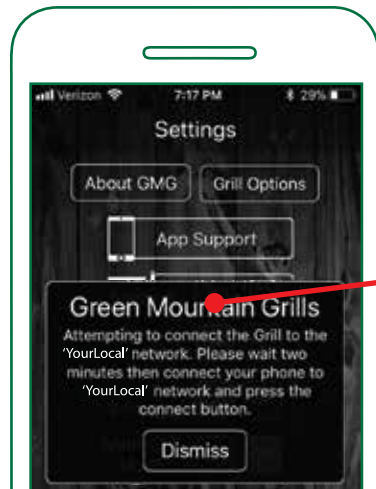 Verizon 7:17 PM 29%
Settings
About GMG Grill Options
App Support
Green Mountain Grills
Attempting to connect the Grill to the
'YourLocal' network. Please wait two
minutes then connect your phone to
'YourLocal' network and press the
connect button.
Dismiss